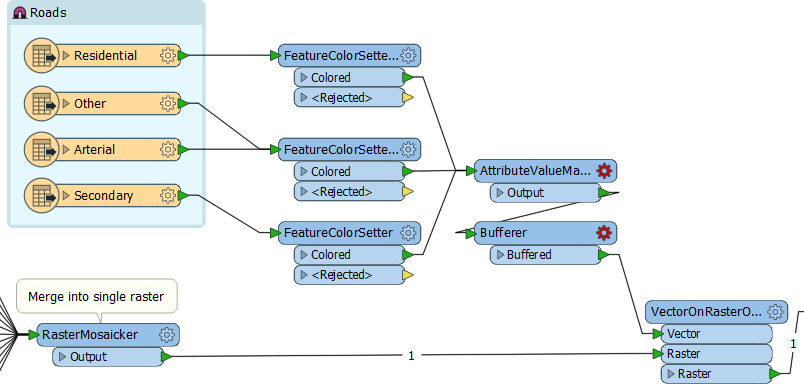 Roads
Residential
Other
Arterial
Secondary
FeatureColorSette...
Colored
<Rejected>
FeatureColorSette...
Colored
<Rejected>
FeatureColorSetter
Colored
<Rejected>
AttributeValueMa...
Output
Bufferer
Buffered
Merge into single raster
RasterMosaicker
Output
1
VectorOnRasterO...
Vector
Raster
Raster
1